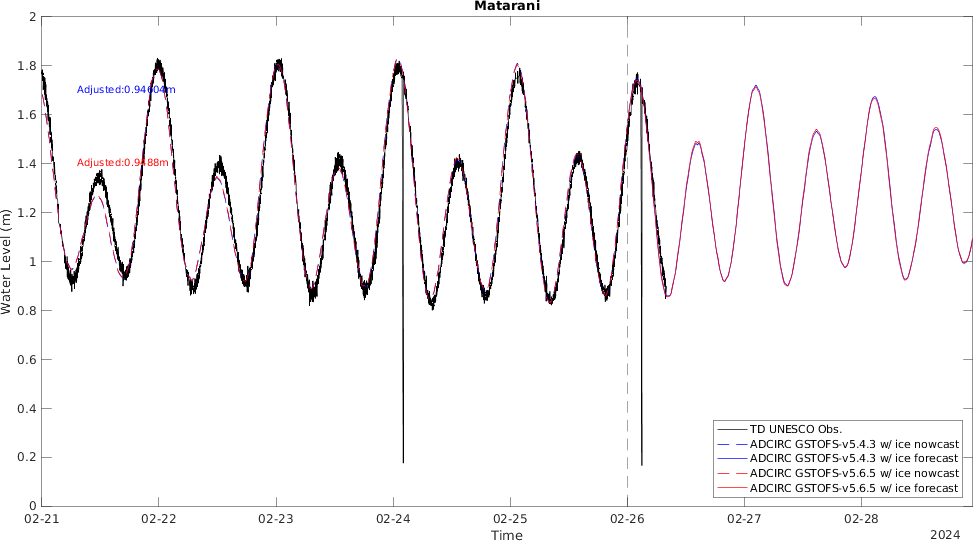 Matarani
2
1.8
1.6
1.4
1.2
1
0.8
0.6
0.4
0.2
0
Water Level (m)
Adjusted:0.94604m
TD UNESCO Obs.
ADCIRC GSTOFS-v5.4.3 w/ ice nowcast
ADCIRC GSTOFS-v5.4.3 w/ ice forecast
ADCIRC GSTOFS-v5.6.5 w/ ice nowcast
ADCIRC GSTOFS-v5.6.5 w/ ice forecast
02-21
02-22
02-23
02-24
02-25
02-26
02-27
02-28
Time
2024